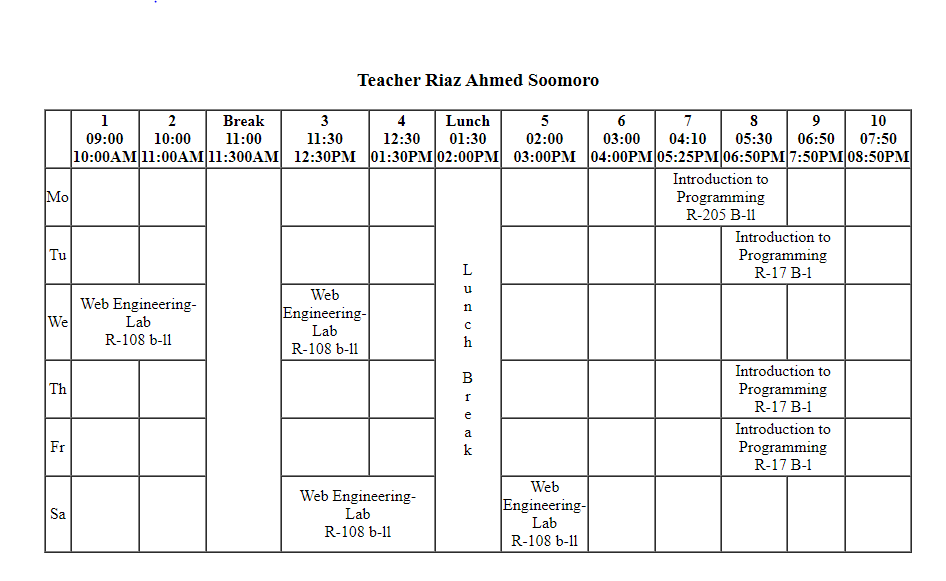 Teacher Riaz Ahmed Soomoro
1 2 Break 3 4 Lunch 5 6 7 8 9 10
09:00 10:00 11:00 11:30 12:30 01:30 02:00 03:00 04:10 05:30 06:50 07:50
10:00AM 11:00AM 11:300AM 12:30PM 01:30PM 02:00PM 03:00PM 04:00PM 05:25PM 06:50PM 7:50PM 08:50PM
Mo
Introduction to
Programming
R-205 B-ll
Tu
Introduction to
Programming
R-17 B-l
L
u
n
c
h
B
r
e
a
k
We
Web Engineering-
Lab
R-108 b-ll
Web
Engineering-
Lab
R-108 b-ll
Th
Introduction to
Programming
R-17 B-l
Fr
Introduction to
Programming
R-17 B-l
Sa
Web Engineering-
Lab
R-108 b-ll
Web
Engineering-
Lab
R-108 b-ll